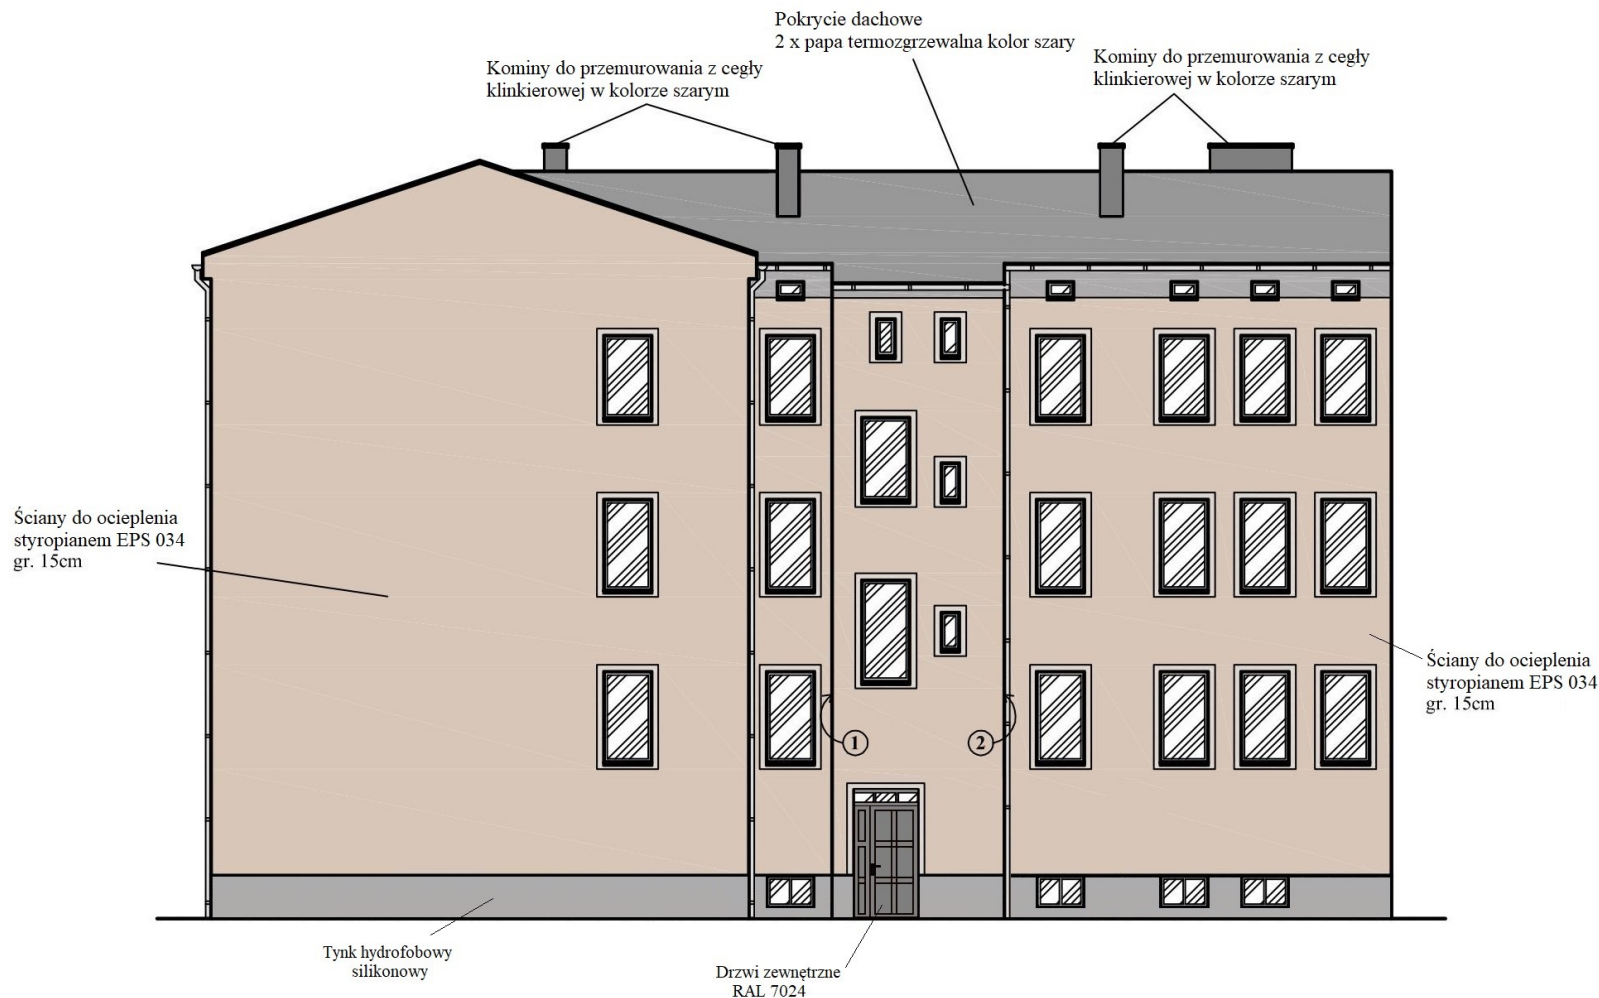 Pokrycie dachowe
2 x papa termozgrzewalna kolor szary
Kominy do przemurowania z cegły
klinkierowej w kolorze szarym
Kominy do przemurowania z cegły
klinkierowej w kolorze szarym
Ściany do ocieplenia
styropianem EPS 034
gr. 15cm
Ściany do ocieplenia
styropianem EPS 034
gr. 15cm
1
2
Tynk hydrofobowy
silikonowy
Drzwi zewnętrzne
RAL 7024